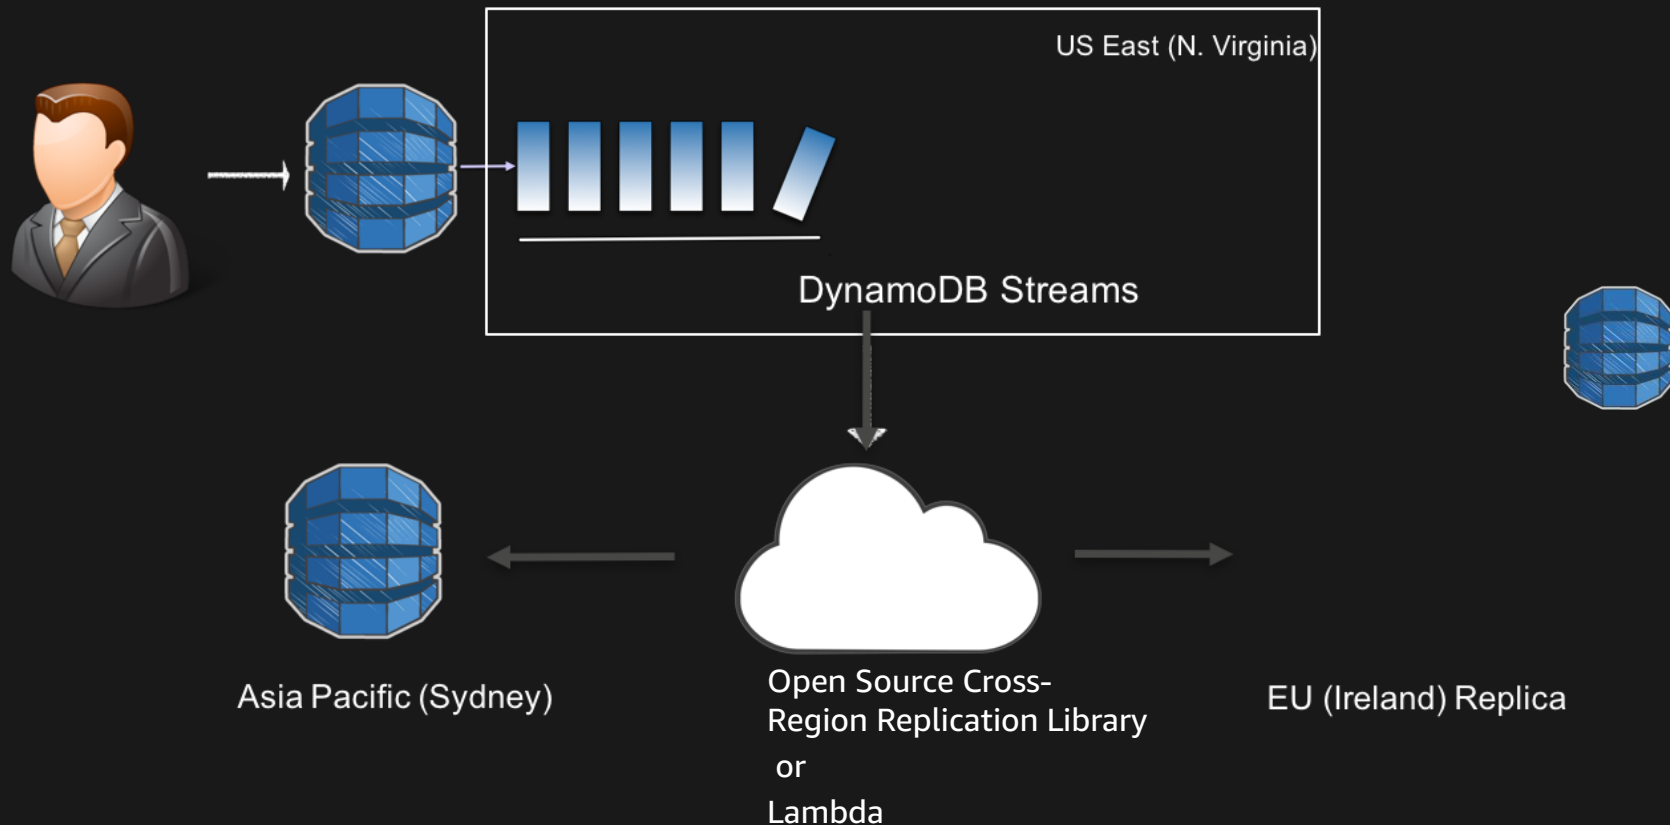 US East (N. Virginia)
DynamoDB Streams
Asia Pacific (Sydney)
Open Source Cross-
Region Replication Library
or
Lambda
EU (Ireland) Replica